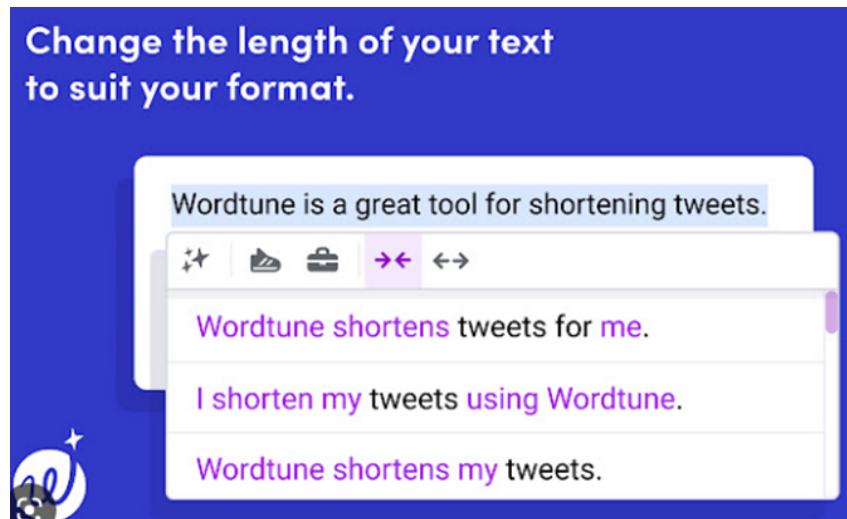 Change the length of your text
to suit your format.
Wordtune is a great tool for shortening tweets.
Wordtune shortens tweets for me.
I shorten my tweets using Wordtune.
Wordtune shortens my tweets.
w